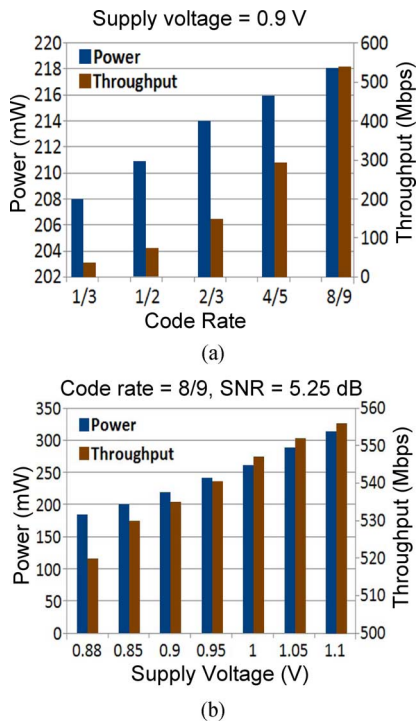 Supply voltage = 0.9 V
Power (mW)
220
218
216
214
212
210
208
206
204
202
Power
Throughput
600
500
400
300
200
100
0
Throughput (Mbps)
1/3 1/2 2/3 4/5 8/9
Code Rate
(a)
Code rate = 8/9, SNR = 5.25 dB
Power (mW)
350
300
250
200
150
100
50
0
Power
Throughput
560
550
540
530
520
510
500
Throughput (Mbps)
0.88 0.85 0.9 0.95 1 1.05 1.1
Supply Voltage (V)
(b)